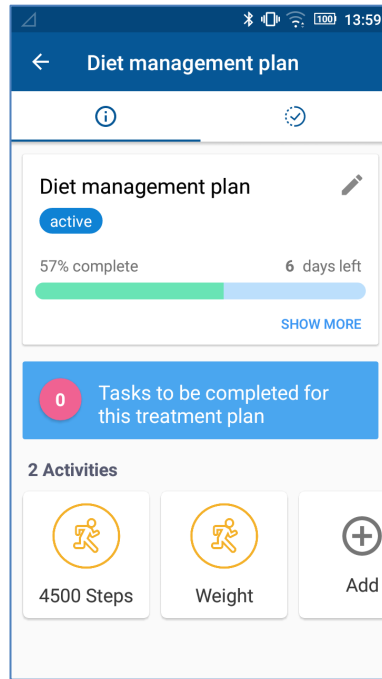 100 13:59
Diet management plan
Diet management plan
active
57% complete 6 days left
SHOW MORE
0 Tasks to be completed for
this treatment plan
2 Activities
4500 Steps Weight Add